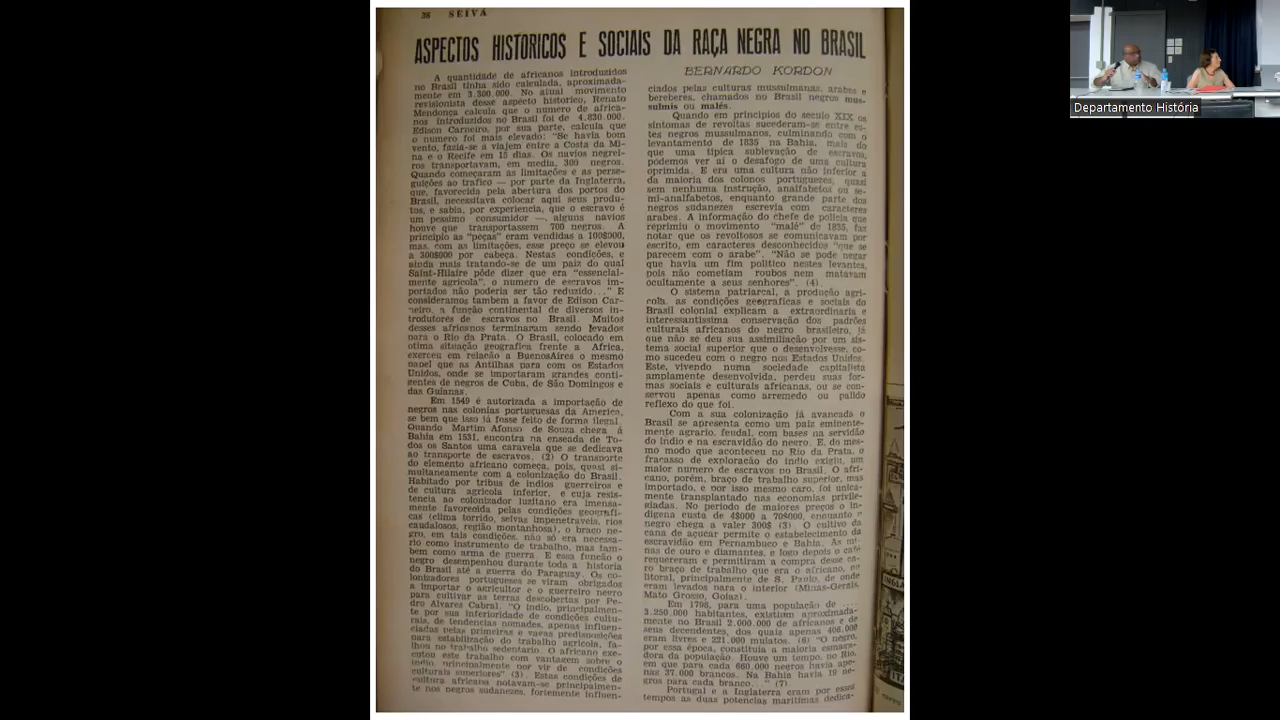 38 SEIVA
ASPECTOS HISTORICOS E SOCIAIS DA RAÇA NEGRA NO BRASIL
BERNARDO KORDON
A quantidade de africanos introduzidos
no Brasil tinha sido calculada, aproximada-
mente em 3.300.000. No atual movimento
revisionista desse aspecto historico, Renato
Mendonça calcula que o numero de africa-
nos introduzidos no Brasil foi de 4.830.000.
Edison Carneiro, por sua parte, calcula que
o numero foi mais elevado: "Se havia bom
vento, fazia-se a viajem entre a Costa da Mi-
na e o Recife em 15 dias. Os navios negrei-
ros transportavam, em media, 300 negros.
Quando começaram as limitações e as perse-
guições ao trafico — por parte da Inglaterra,
que, favorecida pela abertura dos portos do
Brasil, necessitava colocar aqui seus produ-
tos, e sabia, por experiencia, que o escravo é
um pessimo consumidor —, alguns navios
houve que transportassem 700 negros. A
principio as "peças" eram vendidas a 100$000,
mas, com as limitações, esse preço se elevou
a 300$000 por cabeça. Nestas condições, e
ainda mais tratando-se de um paiz do qual
Saint-Hilaire pôde dizer que era "essencial-
mente agricola", o numero de escravos im-
portados não poderia ser tão reduzido..." E
consideramos tambem a favor de Edison Car-
neiro, a função continental de diversos in-
trodutores de escravos no Brasil. Muitos
desses africanos terminaram sendo levados
para o Rio da Prata. O Brasil, colocado em
otima situação geografica frente a Africa,
exerceu em relação a BuenosAires o mesmo
papel que as Antilhas para com os Estados
Unidos, onde se importaram grandes conti-
gentes de negros de Cuba, de São Domingos e
das Guianas.
Em 1549 é autorizada a importação de
negros nas colonias portuguesas da America,
se bem que isso já fosse feito de forma ilegal.
Quando Martim Afonso de Souza chega á
Bahia em 1531, encontra na enseada de To-
dos os Santos uma caravela que se dedicava
ao transporte de escravos. (2) O transporte
do elemento africano começa, pois, quasi si-
multaneamente com a colonização do Brasil.
Habitado por tribus de indios guerreiros e
de cultura agricola inferior, e cuja resis-
tencia ao colonizador luzitano era imensa-
mente favorecida pelas condições geografi-
cas (clima torrido, selvas impenetraveis, rios
caudalosos, região montanhosa), o braco ne-
gro, em tais condições, não só era necessa-
rio como instrumento de trabalho, mas tam-
bem como arma de guerra. E essa funcão o
negro desempenhou durante toda a historia
do Brasil até a guerra do Paraguay. Os co-
lonizadores portugueses se viram obrigados
a importar o agricultor e o guerreiro negro
para cultivar as terras descobertas por Pe-
dro Alvares Cabral. "O indio, principalmen-
te por sua inferioridade de condições cultu-
rais, de tendencias nomades, apenas influen-
ciadas pelas primeiras e vagas predisposições
para estabilização do trabalho agricola, fa-
lhou no trabalho sedentario. O africano exe-
cutou este trabalho com vantagem sobre o
indio, principalmente por vir de condições
culturais superiores" (3). Estas condições de
cultura africana notavam-se principalmen-
te nos negros sudanezes, fortemente influen-
ciados pelas culturas mussulmanas, arabes e
bereberes, chamados no Brasil negros mus-
sulmis ou malés.
Quando em principios do seculo XIX os
sintomas de revoltas sucederam-se entre es-
tes negros mussulmanos, culminando com o
levantamento de 1835 na Bahia, mais do
que uma tipica sublevação de escravos,
podemos ver aí o desafogo de uma cultura
oprimida. E era uma cultura não inferior a
da maioria dos colonos portugueses, quasi
sem nenhuma instrução, analfabetos ou se-
mi-analfabetos, enquanto grande parte dos
negros sudanezes escrevia com caracteres
arabes. A informação do chefe de policia que
reprimiu o movimento "malé" de 1835, faz
notar que os revoltosos se comunicavam por
escrito, em caracteres desconhecidos "que se
parecem com o arabe". "Não se pode negar
que havia um fim politico nestes levantes,
pois não cometiam roubos nem matavam
ocultamente a seus senhores". (4)
O sistema patriarcal, a produção agri-
cola, as condições geograficas e sociais do
Brasil colonial explicam a extraordinaria e
interessantissima conservação dos padrões
culturais africanos do negro brasileiro, já
que não se deu sua assimiliação por um sis-
tema social superior que o desenvolvesse, co-
mo sucedeu com o negro nos Estados Unidos.
Este, vivendo numa sociedade capitalista
amplamente desenvolvida, perdeu suas for-
mas sociais e culturais africanas, ou se con-
servou apenas como arremedo ou palido
reflexo do que foi.
Com a sua colonização já avançada o
Brasil se apresenta como um paiz eminente-
mente agrario, feudal, com bases na servidão
do indio e na escravidão do negro. E, do mes-
mo modo que aconteceu no Rio da Prata, o
fracasso de exploração do indio exigiu um
maior numero de escravos no Brasil. O afri-
cano, porém, braço de trabalho superior, mas
importado, e por isso mesmo caro, foi unica-
mente transplantado nas economias privile-
giadas. No periodo de maiores preços o in-
digena custa de 4$000 a 70$000, enquanto
negro chega a valer 300$ (3) O cultivo da
cana de açucar permite o estabelecimento da
escravidão em Pernambuco e Bahia. As mi-
nas de ouro e diamantes, e logo depois o café
requereram e permitiram a compra desse ca-
ro braço de trabalho que era o africano, no
litoral, principalmente de S. Paulo, de onde
eram levados para o interior (Minas-Gerais,
Mato Grosso, Goiaz).
Em 1798, para uma população de ....
3.250.000 habitantes, existiam aproximada-
mente no Brasil 2.000.000 de africanos e de
seus decendentes, dos quais apenas 406.000
eram livres e 221.000 mulatos. (6) "O negro,
por essa época, constituia a maioria esmaga-
dora da população. Houve um tempo, no Rio,
em que para cada 660.000 negros havia ape-
nas 37.000 brancos. Na Bahia havia 19 ne-
gros para cada branco..." (7)
Portugal e a Inglaterra eram por esses
tempos as duas potencias maritimas dedica-
Departamento História